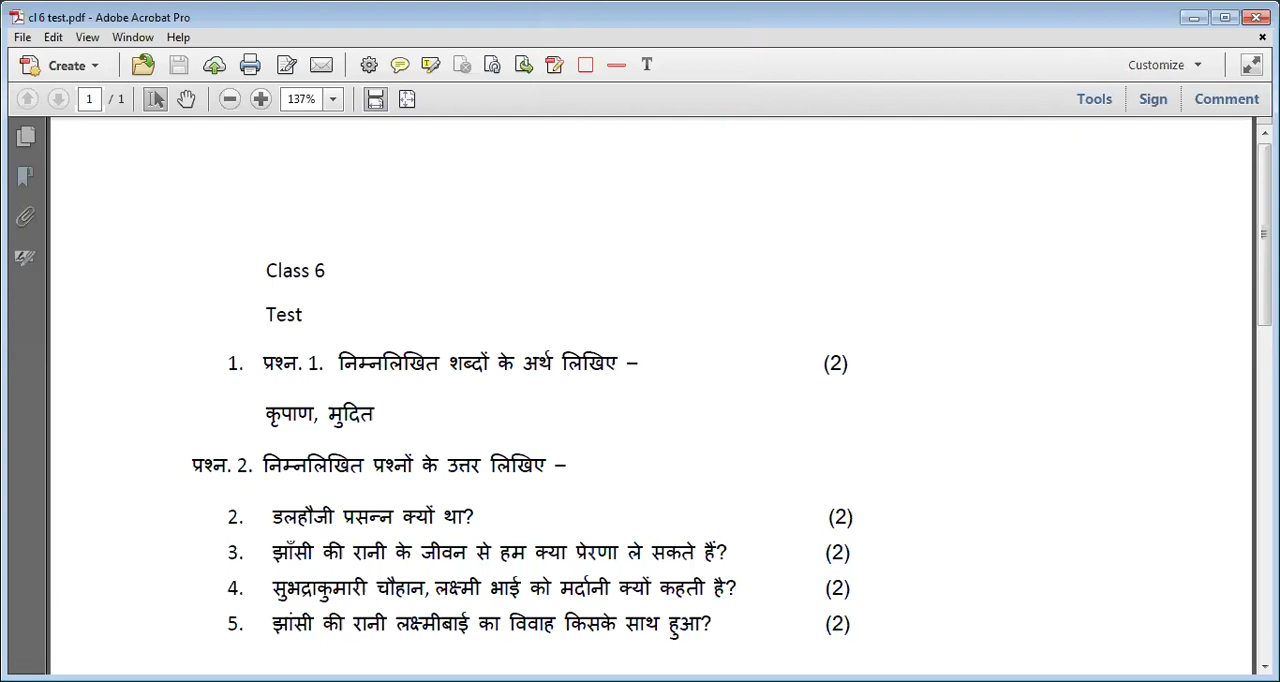 cl 6 test.pdf - Adobe Acrobat Pro
File Edit View Window Help
Create Customize
1 / 1 137% Tools Sign Comment
Class 6
Test
1. प्रश्न. 1. निम्नलिखित शब्दों के अर्थ लिखिए – (2)
कृपाण, मुदित
प्रश्न. 2. निम्नलिखित प्रश्नों के उत्तर लिखिए –
2. डलहौजी प्रसन्न क्यों था? (2)
3. झाँसी की रानी के जीवन से हम क्या प्रेरणा ले सकते हैं? (2)
4. सुभद्राकुमारी चौहान, लक्ष्मी भाई को मर्दानी क्यों कहती है? (2)
5. झांसी की रानी लक्ष्मीबाई का विवाह किसके साथ हुआ? (2)